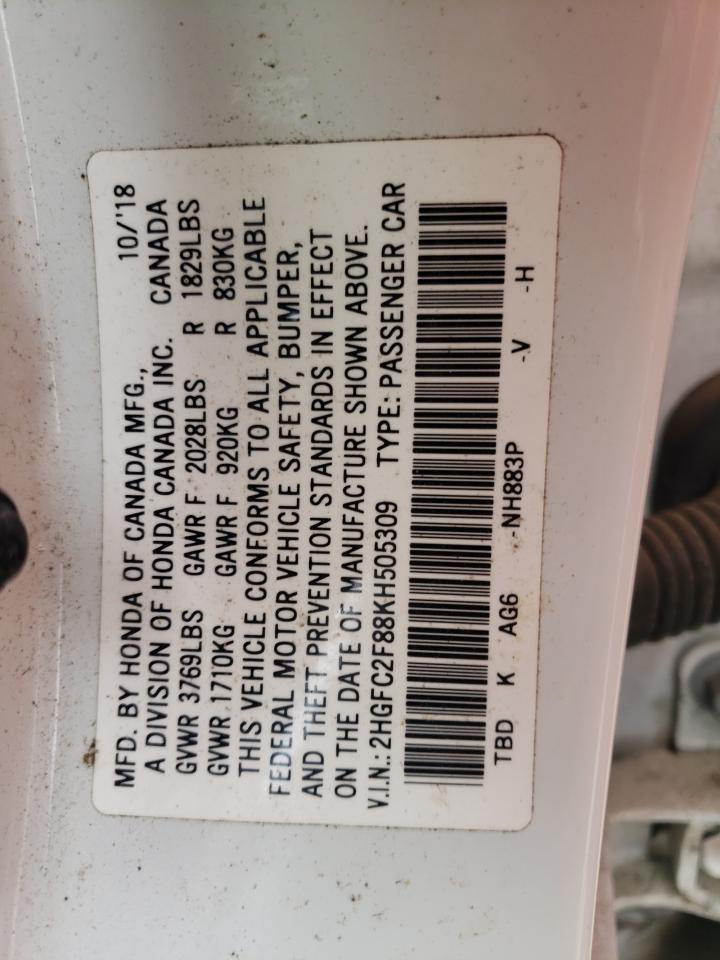 MFD. BY HONDA OF CANADA MFG., 10/'18
A DIVISION OF HONDA CANADA INC. CANADA
GVWR 3769LBS GAWR F 2028LBS R 1829LBS
GVWR 1710KG GAWR F 920KG R 830KG
THIS VEHICLE CONFORMS TO ALL APPLICABLE
FEDERAL MOTOR VEHICLE SAFETY, BUMPER,
AND THEFT PREVENTION STANDARDS IN EFFECT
ON THE DATE OF MANUFACTURE SHOWN ABOVE.
V.I.N.: 2HGFC2F88KH505309 TYPE: PASSENGER CAR
TBD K AG6 -NH883P -V -H